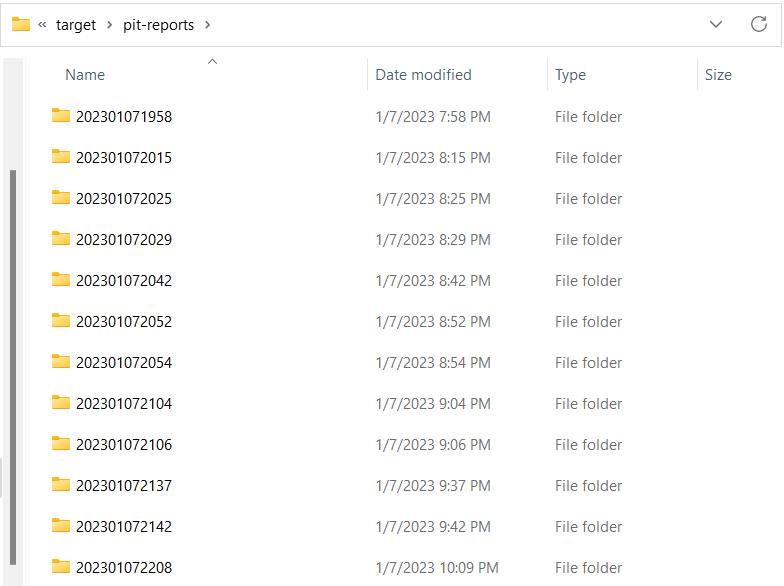 « target > pit-reports >
Name Date modified Type Size
202301071958 1/7/2023 7:58 PM File folder
202301072015 1/7/2023 8:15 PM File folder
202301072025 1/7/2023 8:25 PM File folder
202301072029 1/7/2023 8:29 PM File folder
202301072042 1/7/2023 8:42 PM File folder
202301072052 1/7/2023 8:52 PM File folder
202301072054 1/7/2023 8:54 PM File folder
202301072104 1/7/2023 9:04 PM File folder
202301072106 1/7/2023 9:06 PM File folder
202301072137 1/7/2023 9:37 PM File folder
202301072142 1/7/2023 9:42 PM File folder
202301072208 1/7/2023 10:09 PM File folder